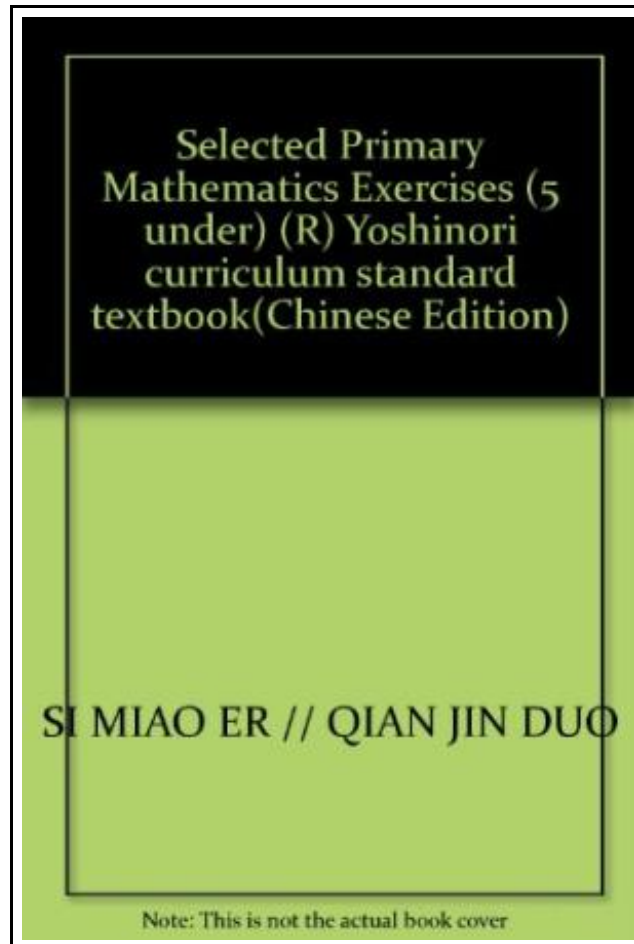 Selected Primary
Mathematics Exercises (5
under) (R) Yoshinori
curriculum standard
textbook(Chinese Edition)
SI MIAO ER // QIAN JIN DUO
Note: This is not the actual book cover